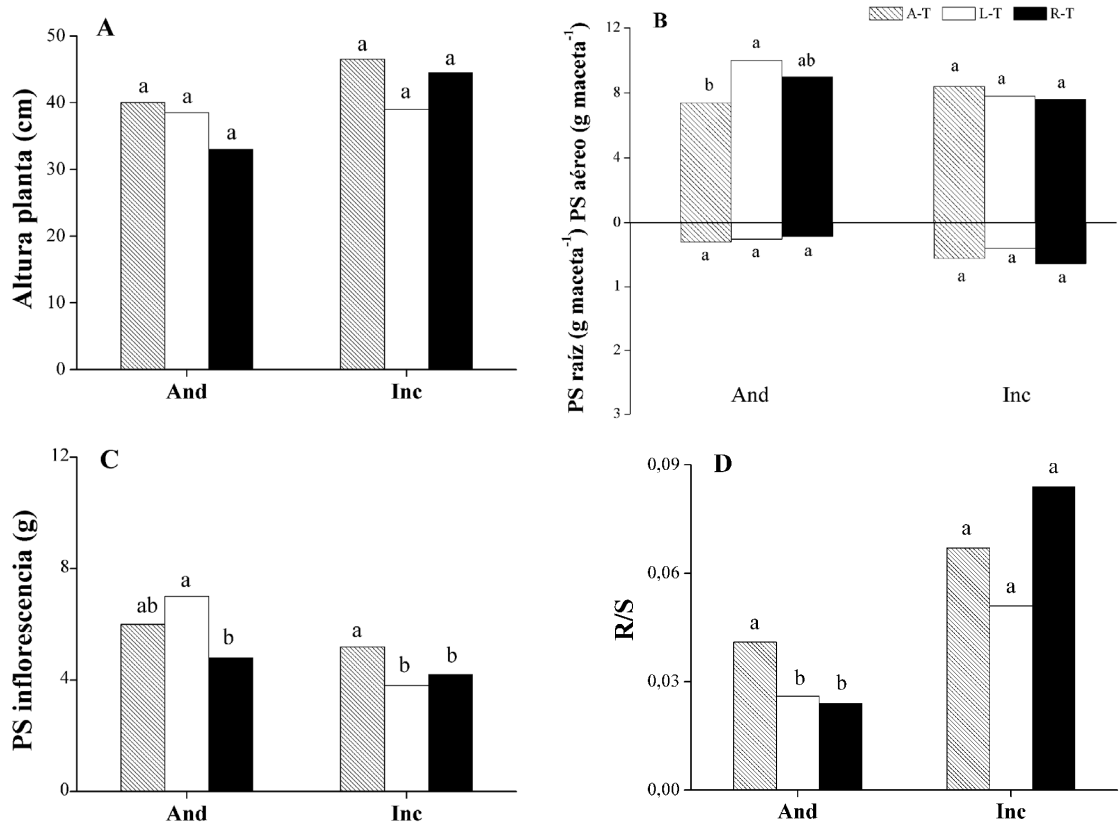 A
Altura planta (cm)
50
40
30
20
10
0
a
a
a
a
a
a
And
Inc
B
A-T
L-T
R-T
PS raíz (g maceta⁻¹) PS aéreo (g maceta⁻¹)
12
8
4
0
1
2
3
b
a
ab
a
a
a
a
a
a
a
a
a
And
Inc
C
PS inflorescencia (g)
12
8
4
0
ab
a
b
a
b
b
And
Inc
D
R/S
0,09
0,06
0,03
0,00
a
b
b
a
a
a
And
Inc